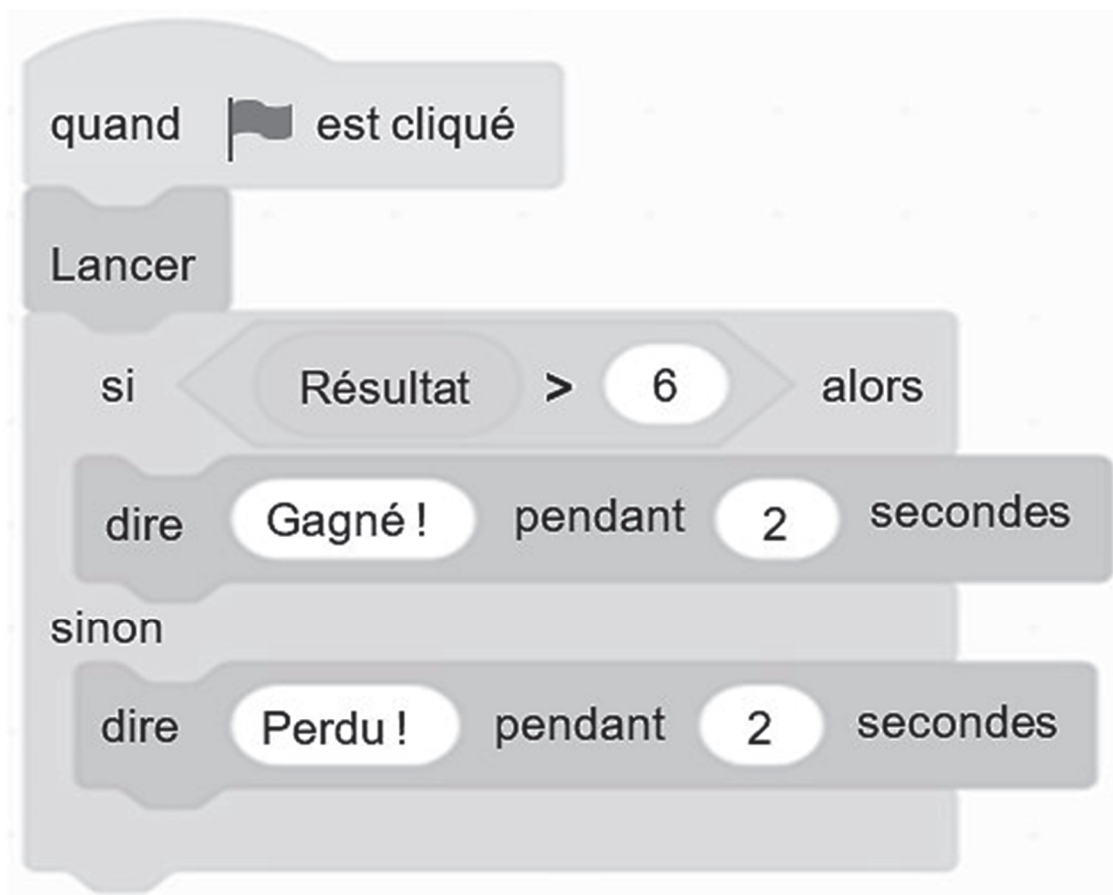 quand est cliqué
Lancer
si Résultat > 6 alors
dire Gagné ! pendant 2 secondes
sinon
dire Perdu ! pendant 2 secondes